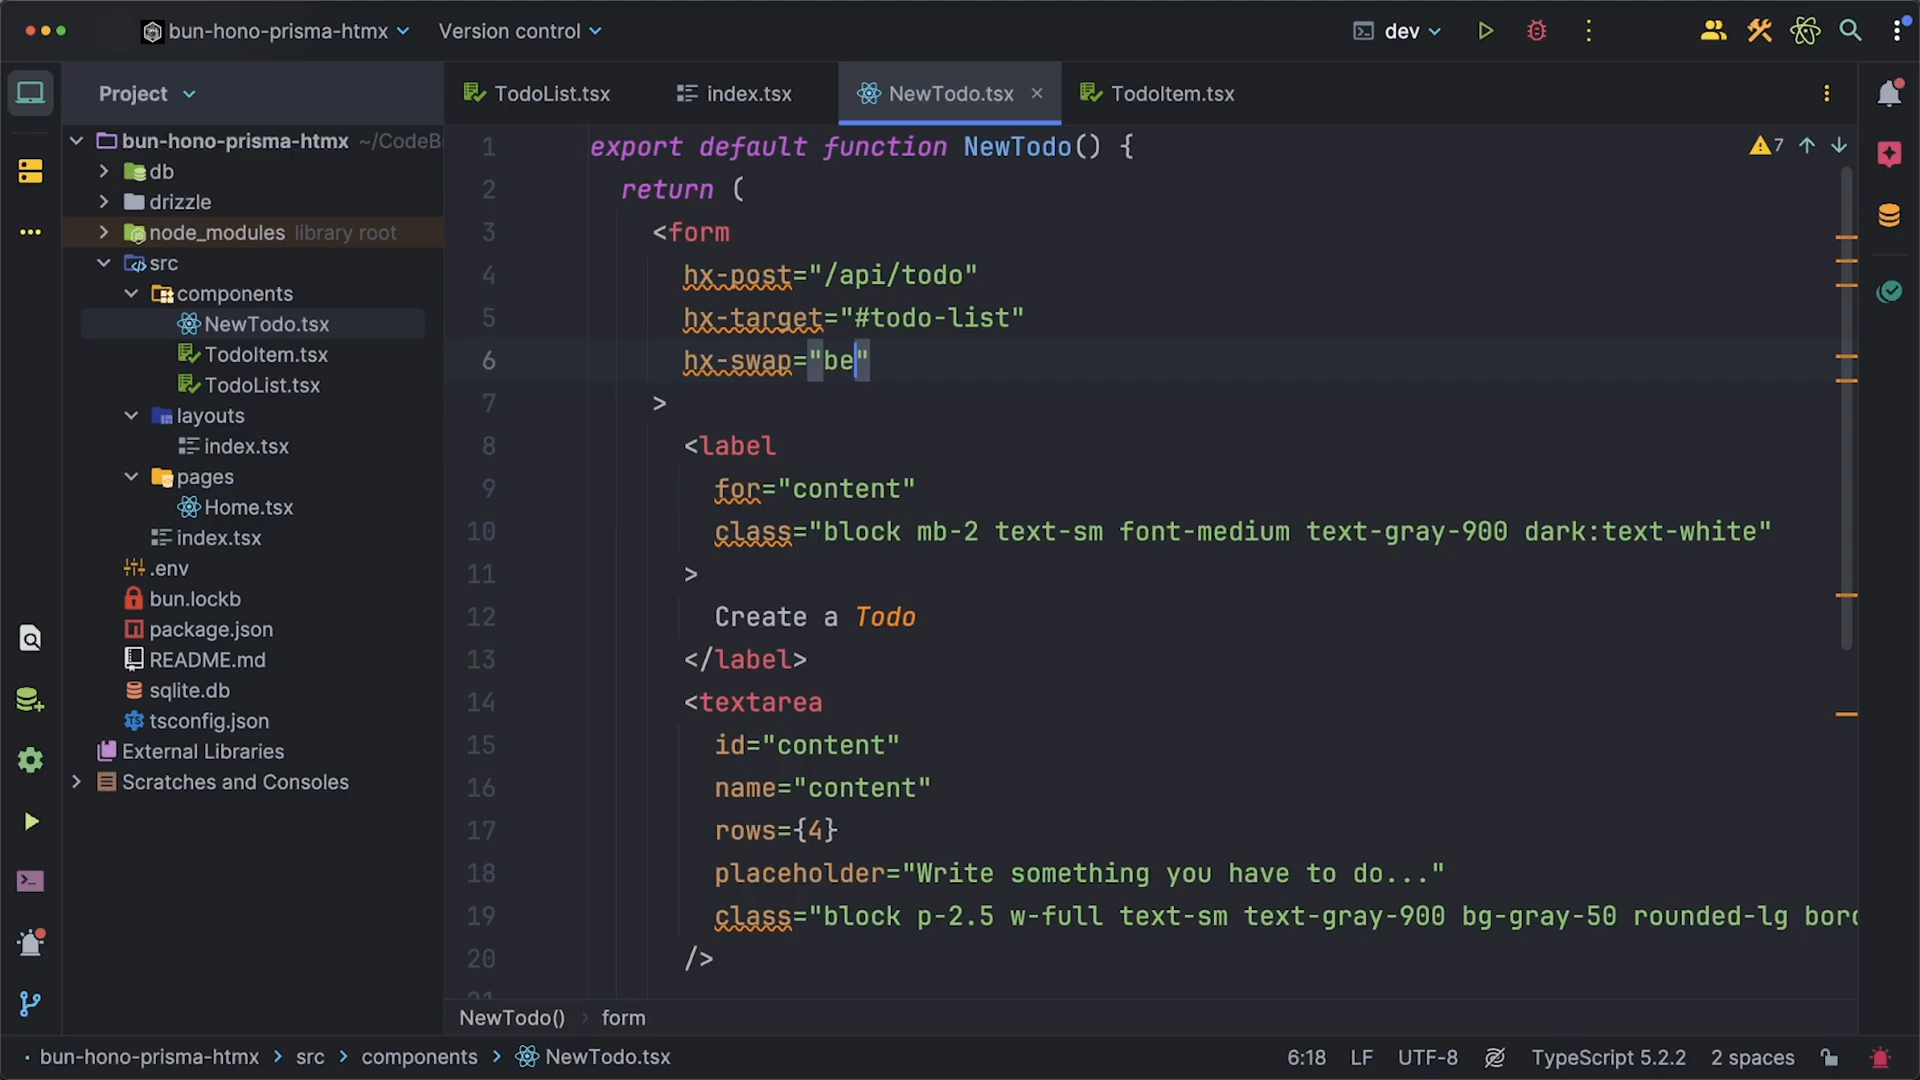 bun-hono-prisma-htmx Version control dev
Project TodoList.tsx index.tsx NewTodo.tsx TodoItem.tsx
bun-hono-prisma-htmx ~/CodeB
db
drizzle
node_modules library root
src
components
NewTodo.tsx
TodoItem.tsx
TodoList.tsx
layouts
index.tsx
pages
Home.tsx
index.tsx
.env
bun.lockb
package.json
README.md
sqlite.db
tsconfig.json
External Libraries
Scratches and Consoles
7
1 export default function NewTodo() {
2 return (
3 <form
4 hx-post="/api/todo"
5 hx-target="#todo-list"
6 hx-swap="be"
7 >
8 <label
9 for="content"
10 class="block mb-2 text-sm font-medium text-gray-900 dark:text-white"
11 >
12 Create a Todo
13 </label>
14 <textarea
15 id="content"
16 name="content"
17 rows={4}
18 placeholder="Write something you have to do..."
19 class="block p-2.5 w-full text-sm text-gray-900 bg-gray-50 rounded-lg bord
20 />
21
NewTodo() form
bun-hono-prisma-htmx > src > components > NewTodo.tsx 6:18 LF UTF-8 TypeScript 5.2.2 2 spaces